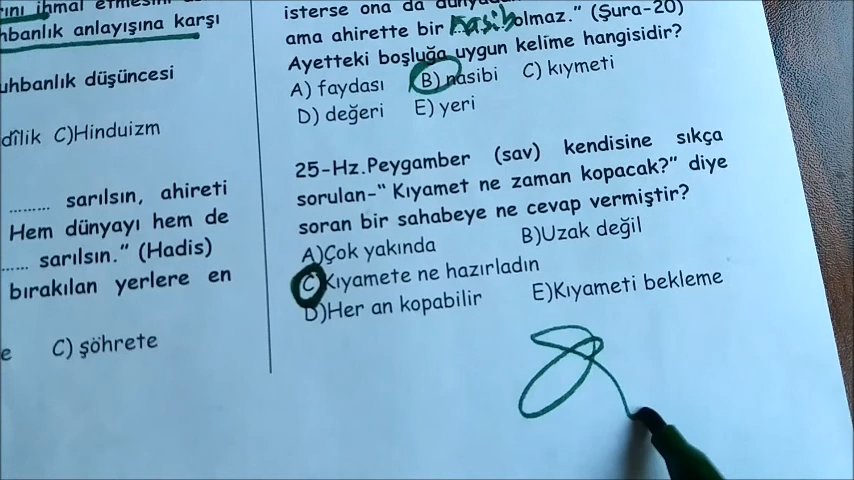 rını ihmal etmesin
hbanlık anlayışına karşı
uhbanlık düşüncesi
dîlik C)Hinduizm
......... sarılsın, ahireti
Hem dünyayı hem de
...... sarılsın." (Hadis)
bırakılan yerlere en
e C) şöhrete
isterse ona da
ama ahirette bir nasib olmaz." (Şura-20)
Ayetteki boşluğa uygun kelime hangisidir?
A) faydası B) nasibi C) kıymeti
D) değeri E) yeri
25-Hz.Peygamber (sav) kendisine sıkça
sorulan-" Kıyamet ne zaman kopacak?" diye
soran bir sahabeye ne cevap vermiştir?
A)Çok yakında B)Uzak değil
C)Kıyamete ne hazırladın
D)Her an kopabilir E)Kıyameti bekleme